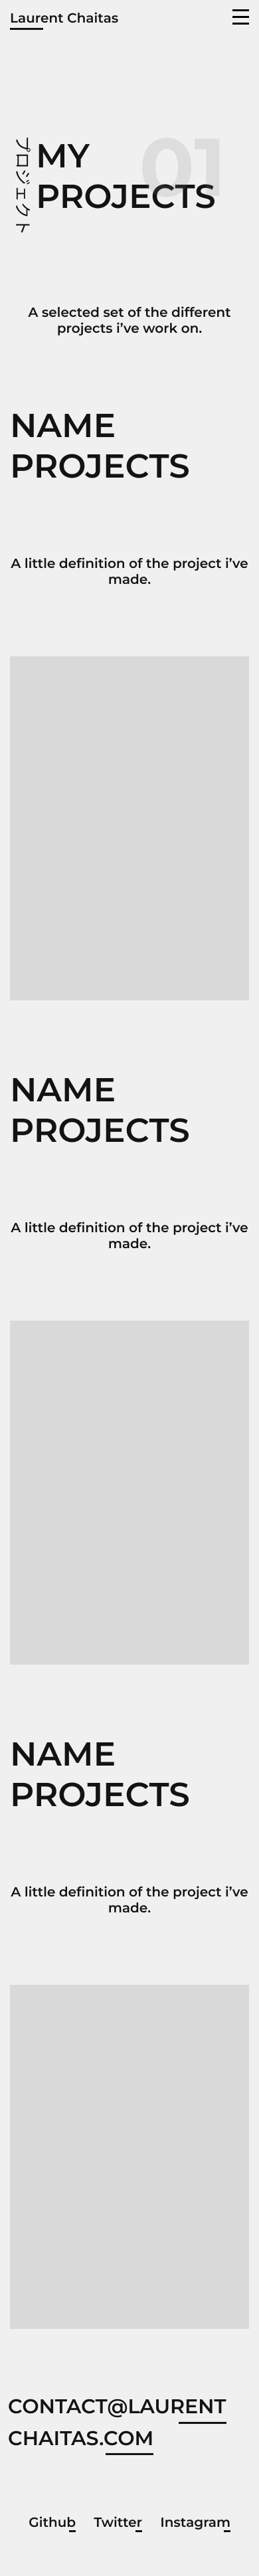 Laurent Chaitas
プロジェクト
MY
PROJECTS
01
A selected set of the different
projects i’ve work on.
NAME
PROJECTS
A little definition of the project i’ve
made.
NAME
PROJECTS
A little definition of the project i’ve
made.
NAME
PROJECTS
A little definition of the project i’ve
made.
CONTACT@LAURENT
CHAITAS.COM
Github Twitter Instagram